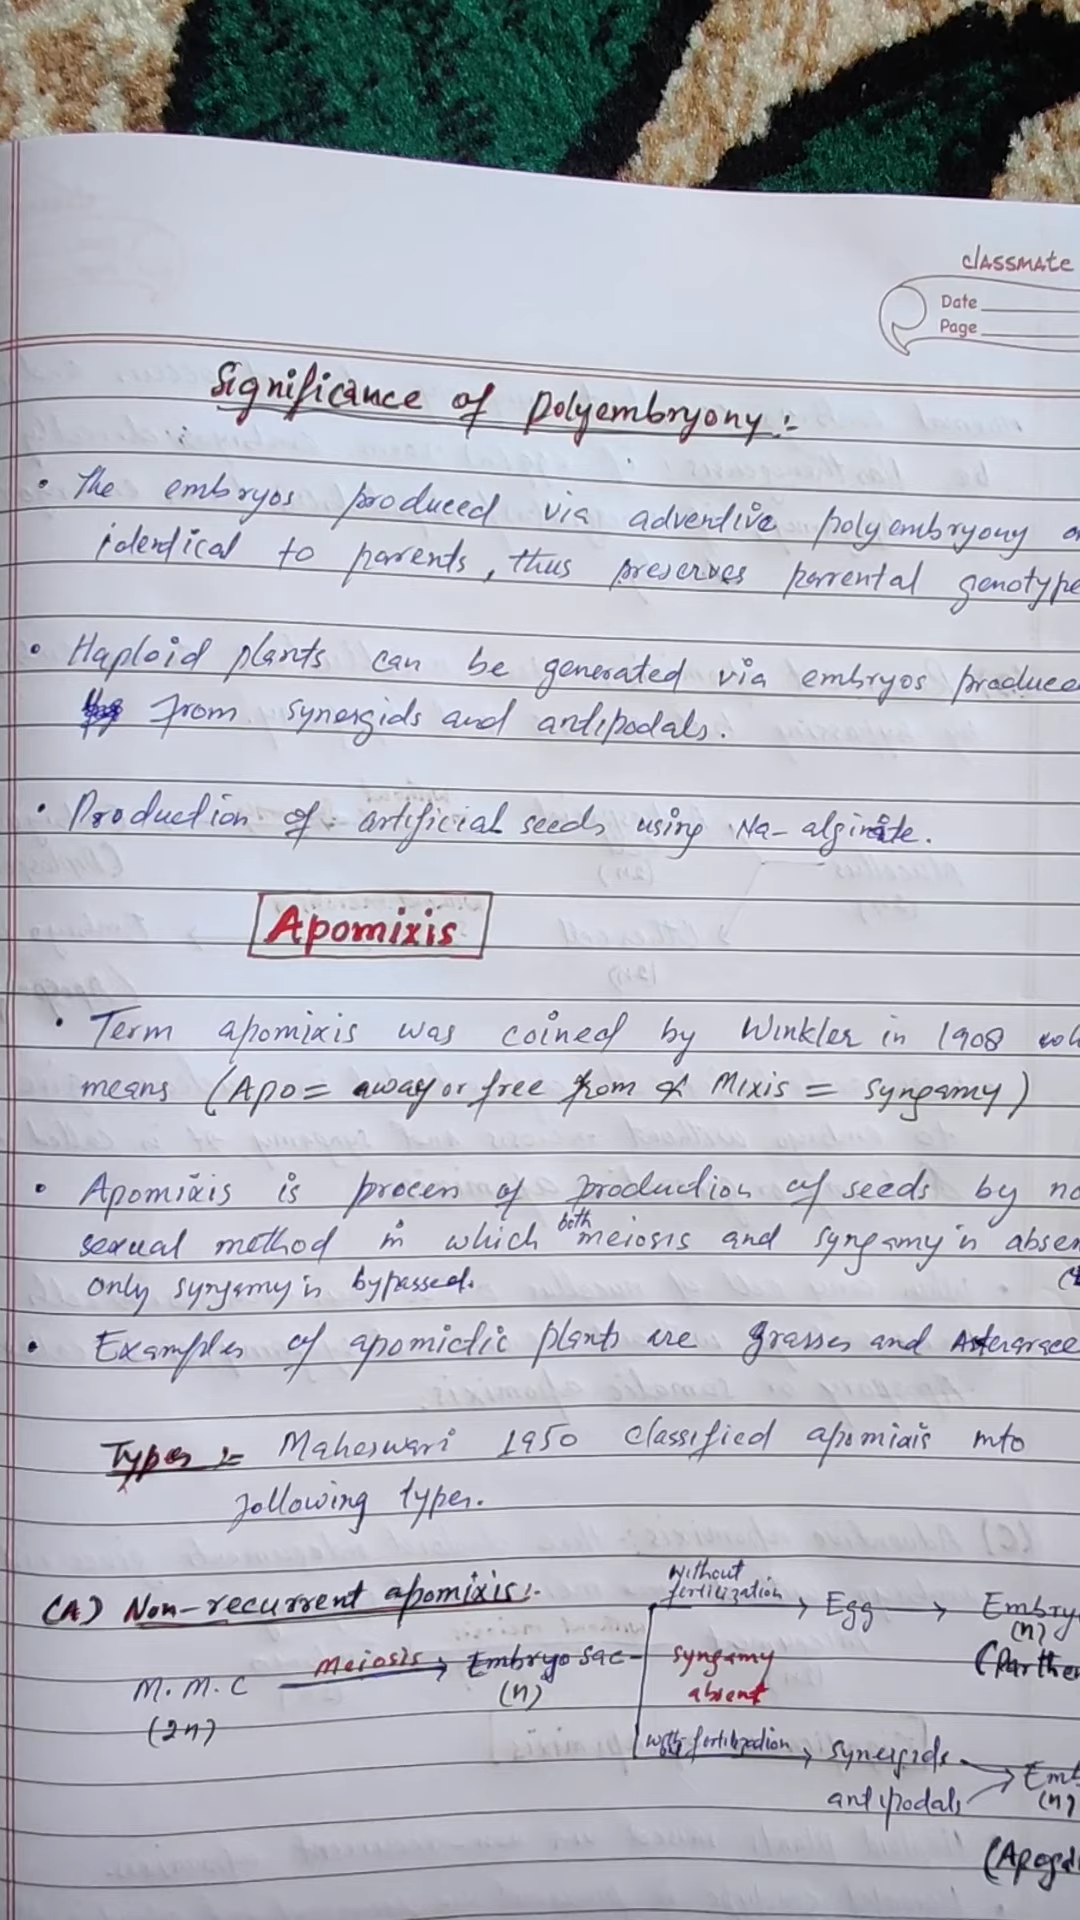 classmate
Date
Page
Significance of Polyembryony :-
• The embryos produced via adventive polyembryony
identical to parents, thus preserves parental genotype
• Haploid plants can be generated via embryos produce
from synergids and antipodals.
• Production of artificial seeds using Na-alginate.
Apomixis
• Term apomixis was coined by Winkler in 1908
means (Apo = away or free from & Mixis = syngamy)
• Apomixis is process of production of seeds by no
sexual method in which both meiosis and syngamy is absen
only syngamy is bypassed.
• Examples of apomictic plants are grasses and
Types :- Maheswari 1950 classified apomixis into
following types.
(A) Non-recurrent apomixis :-
without
fertilization → Egg → Embry
(n)
(Parthe
M.M.C Meiosis → Embryo sac
(2n) (n)
syngamy
absent
fertilization → synergids
antipodals → Emb
(n)
(Apoga